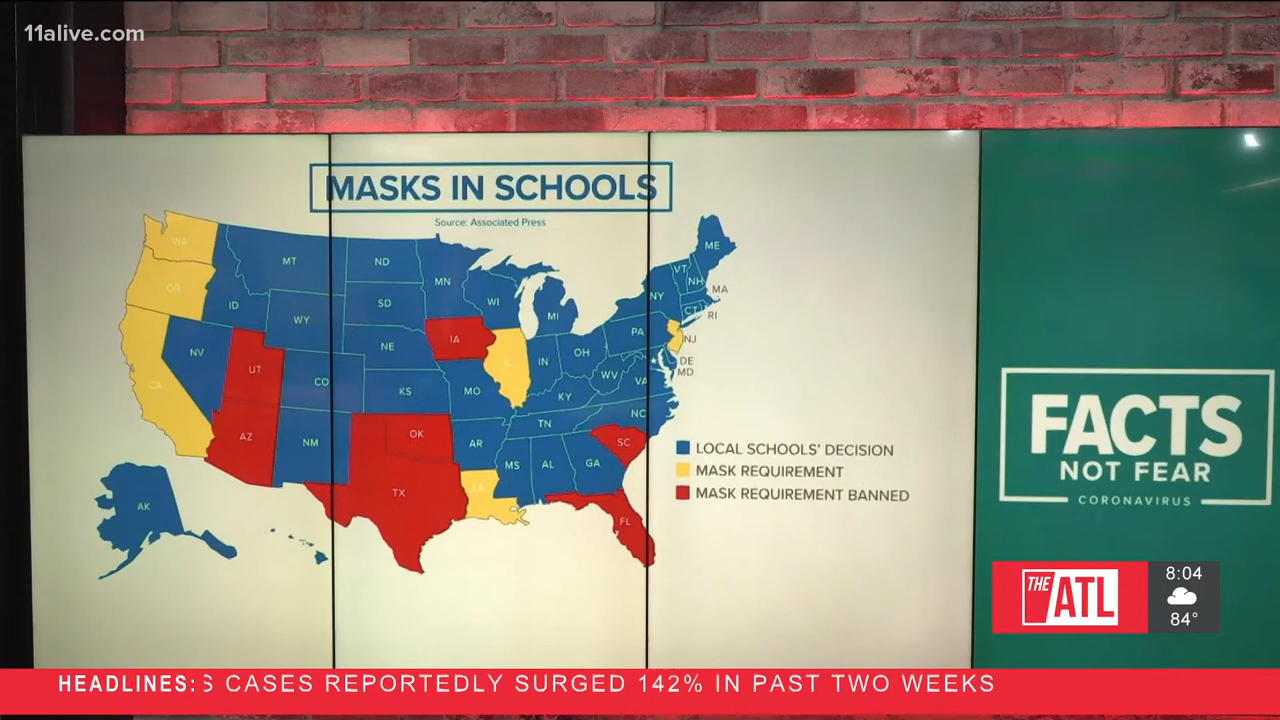 11alive.com
MASKS IN SCHOOLS
Source: Associated Press
WA
MT
ND
MN
ME
VT
NH
OR
ID
SD
WI
MI
NY
MA
CT
RI
WY
NV
UT
CO
NE
IA
IL
IN
OH
PA
NJ
DE
MD
WV
VA
CA
KS
MO
KY
NC
TN
AZ
NM
OK
AR
SC
MS
AL
GA
TX
LA
FL
AK
LOCAL SCHOOLS' DECISION
MASK REQUIREMENT
MASK REQUIREMENT BANNED
FACTS
NOT FEAR
CORONAVIRUS
THE ATL
8:04
84°
HEADLINES: S CASES REPORTEDLY SURGED 142% IN PAST TWO WEEKS